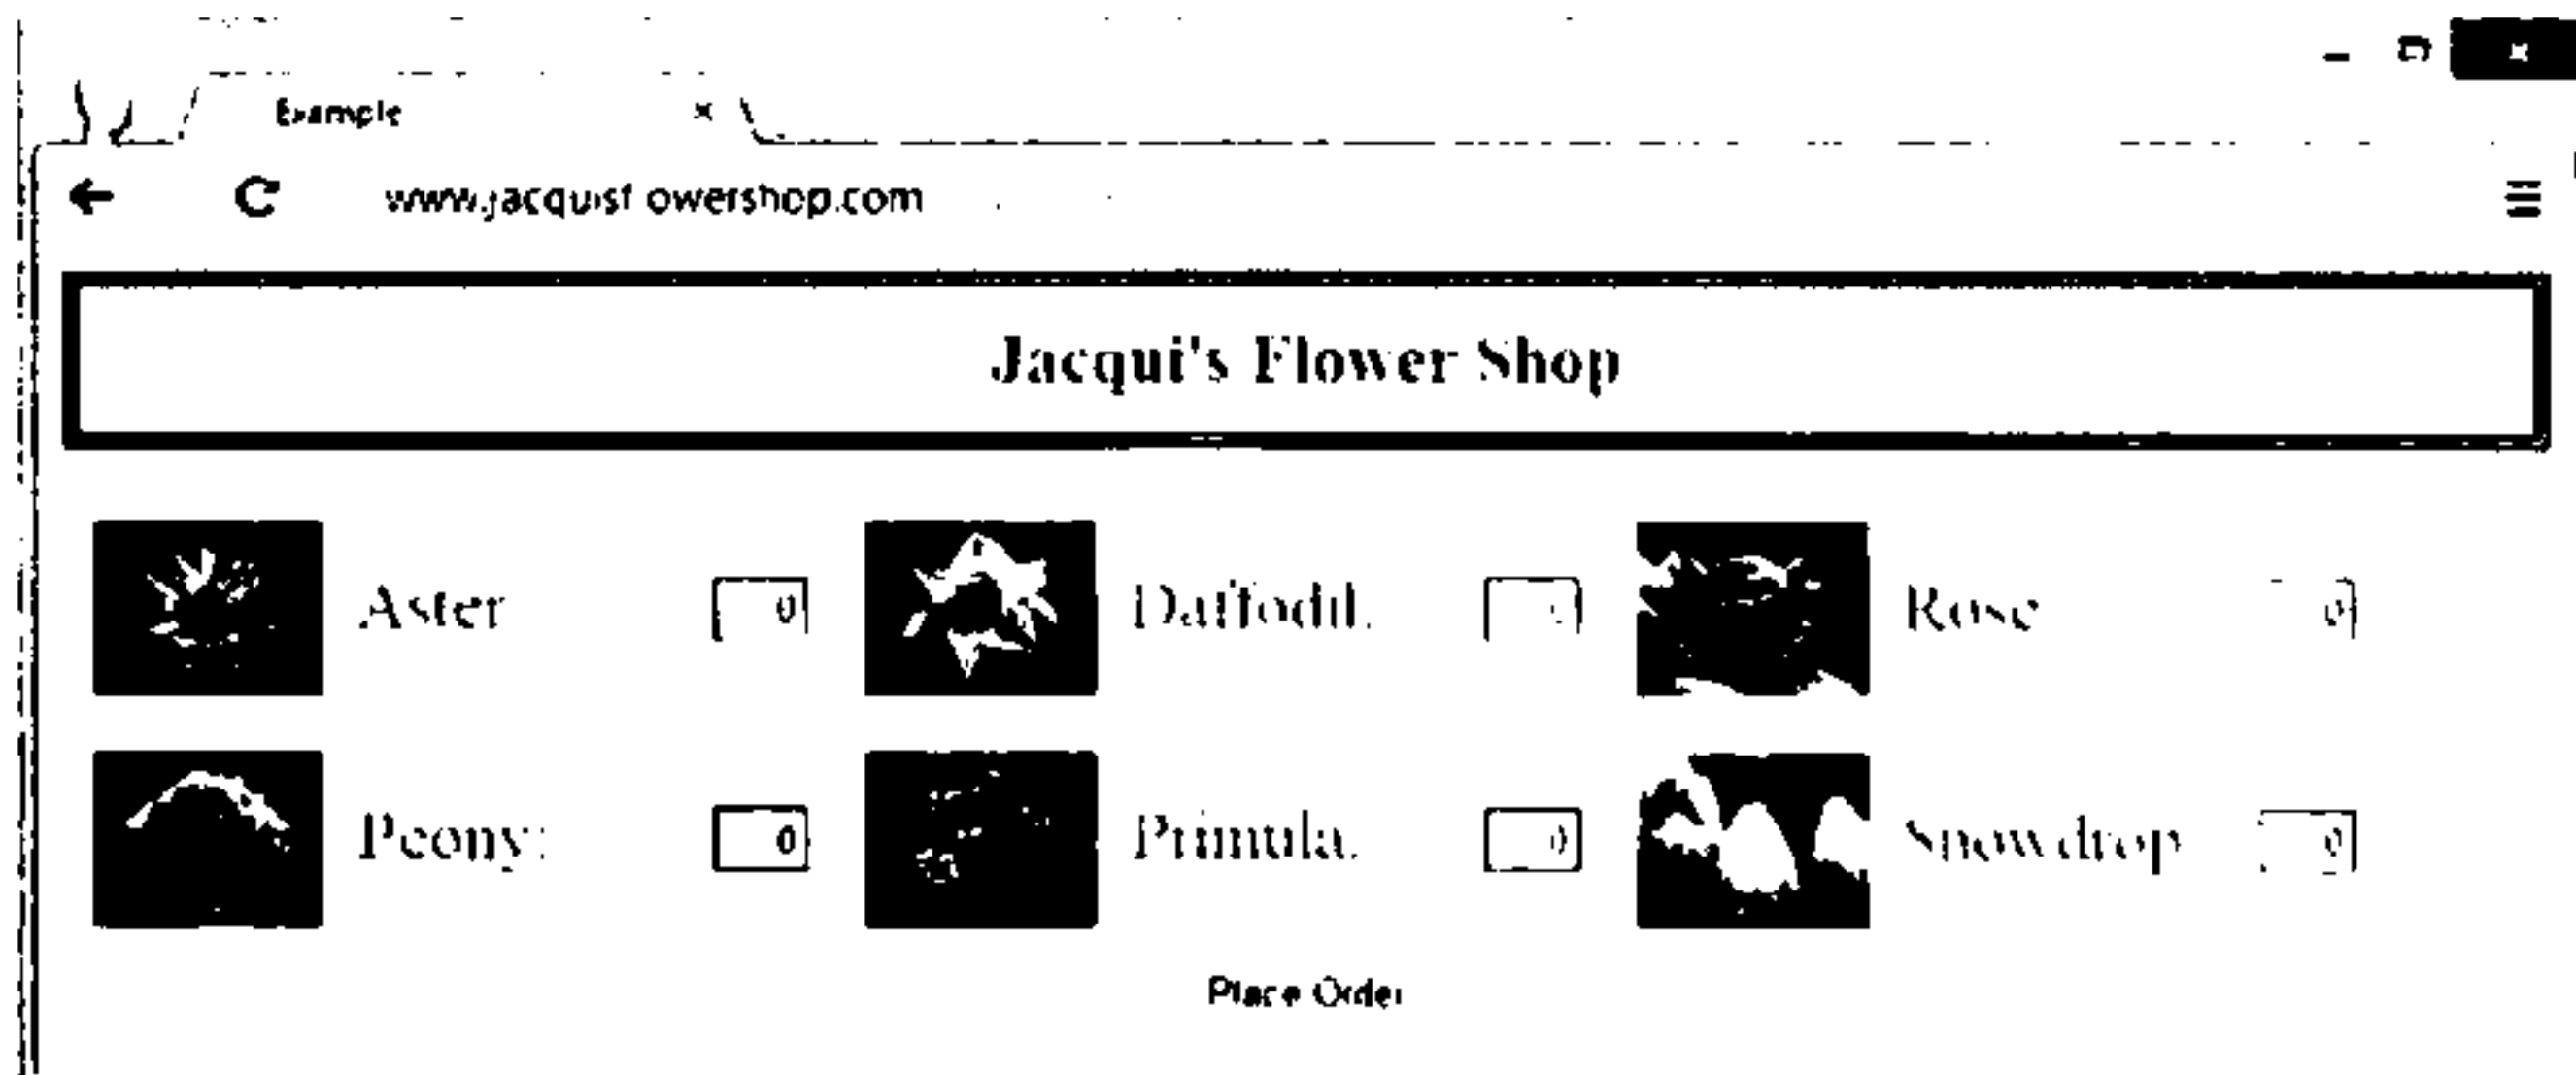 Example
www.jacquisflowershop.com
Jacqui's Flower Shop
Aster 0 Daffodil: Rose 0
Peony: 0 Primula: 0 Snowdrop 0
Place Order